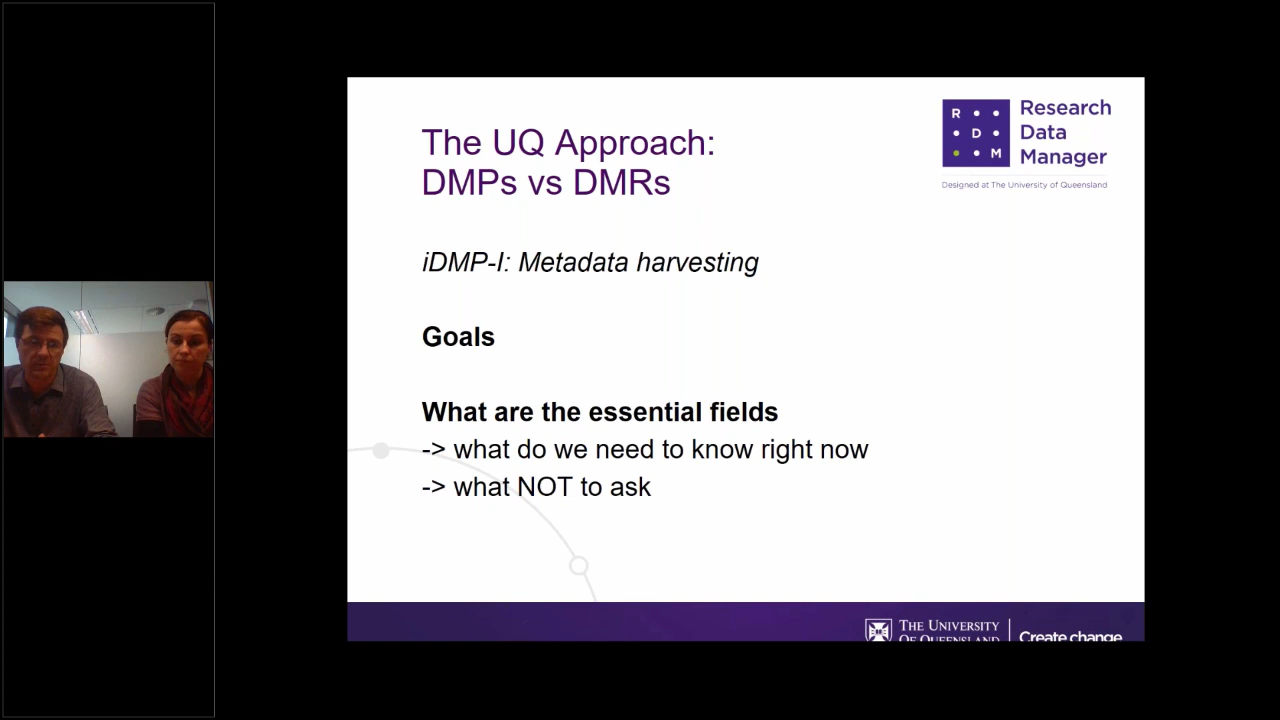 The UQ Approach:
DMPs vs DMRs
R
D
M
Research
Data
Manager
Designed at The University of Queensland
iDMP-I: Metadata harvesting
Goals
What are the essential fields
-> what do we need to know right now
-> what NOT to ask
THE UNIVERSITY
OF QUEENSLAND
Create change